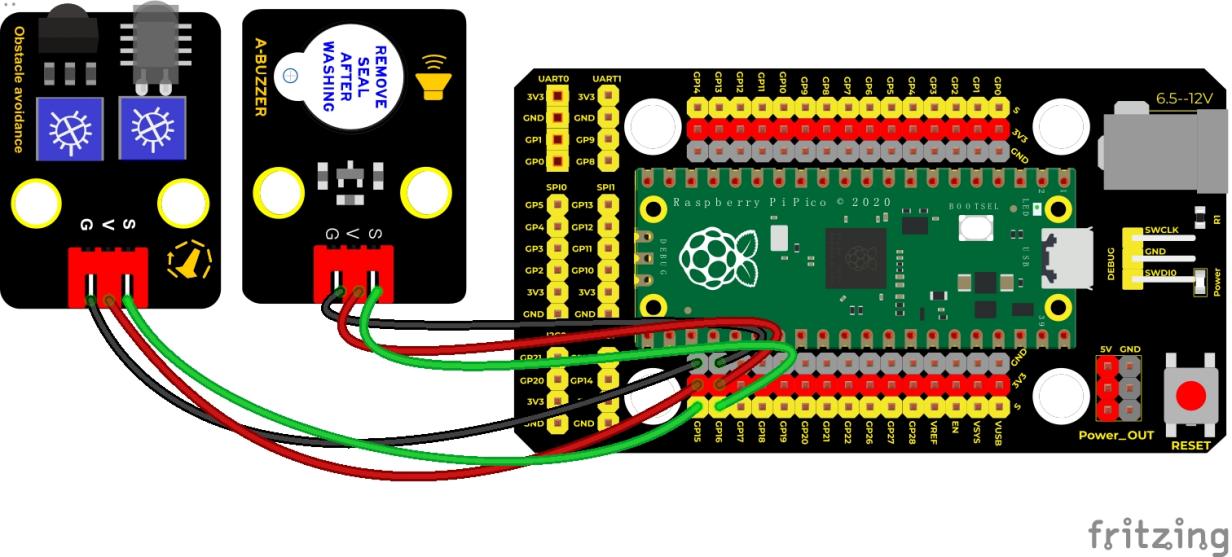 Obstacle avoidance
G V S
A-BUZZER
REMOVE
SEAL
AFTER
WASHING
G V S
UART0 UART1
3V3 3V3
GND GND
GP1 GP9
GP0 GP8
SPI0 SPI1
GP5 GP13
GP4 GP12
GP3 GP11
GP2 GP10
3V3 3V3
GND GND
GP21
GP20 GP14
3V3
GND GND
GP14 GP13 GP12 GP11 GP10 GP9 GP8 GP7 GP6 GP5 GP4 GP3 GP2 GP1 GP0
S
3V3
GND
Raspberry Pi Pico © 2020
BOOTSEL
LED
2
1
USB
DEBUG
39
GND
3V3
S
GP15 GP16 GP17 GP18 GP19 GP20 GP21 GP22 GP26 GP27 GP28 VREF EN VSYS VUSB
6.5--12V
R1
DEBUG
SWCLK
GND
SWDI0
Power
5V GND
Power_OUT
RESET
fritzing